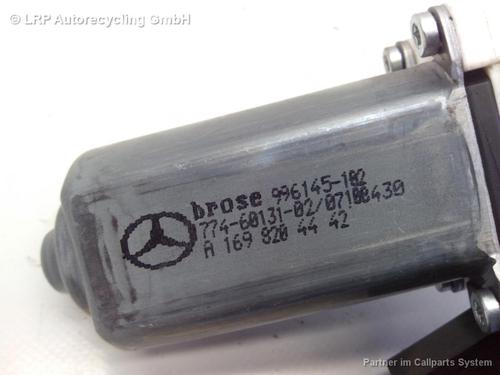 © LRP Autorecycling GmbH
brose 996145-102
774-60131-02/07100430
A 169 820 44 42
Partner im Callparts System